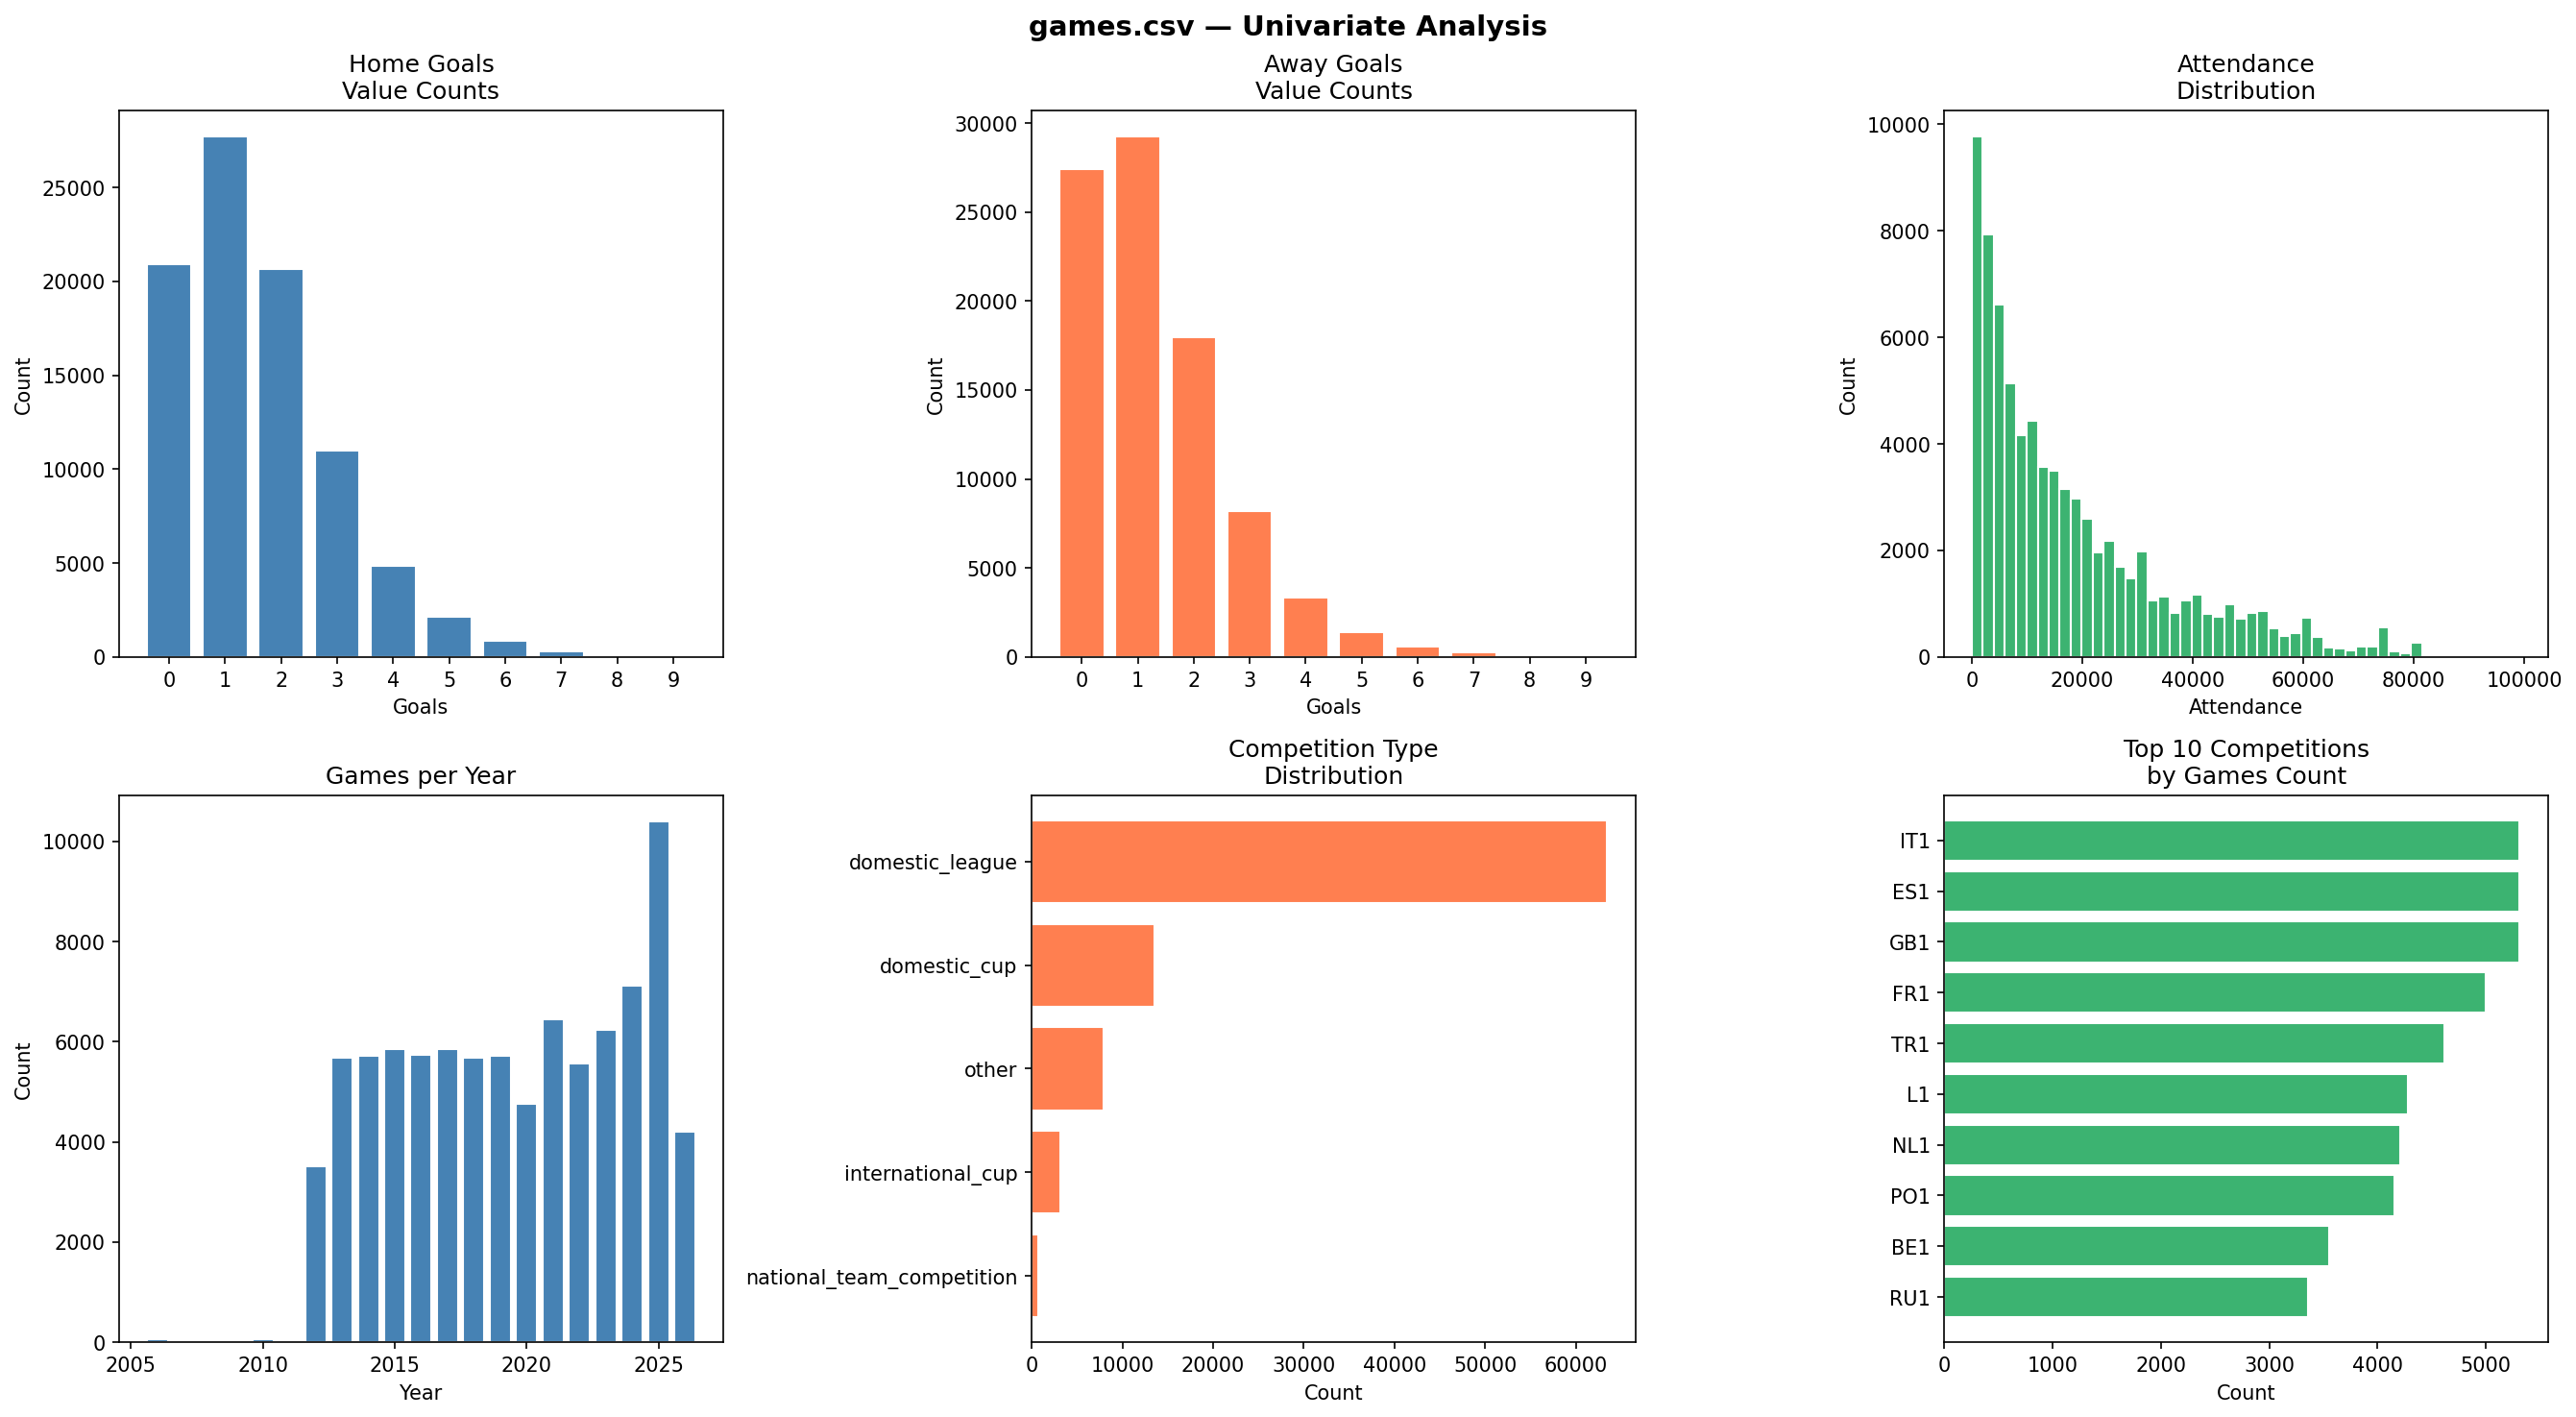 games.csv — Univariate Analysis
Home Goals
Value Counts
Count
25000
20000
15000
10000
5000
0
0 1 2 3 4 5 6 7 8 9
Goals
Away Goals
Value Counts
Count
30000
25000
20000
15000
10000
5000
0
0 1 2 3 4 5 6 7 8 9
Goals
Attendance
Distribution
Count
10000
8000
6000
4000
2000
0
0 20000 40000 60000 80000 100000
Attendance
Games per Year
Count
10000
8000
6000
4000
2000
0
2005 2010 2015 2020 2025
Year
Competition Type
Distribution
domestic_league
domestic_cup
other
international_cup
national_team_competition
0 10000 20000 30000 40000 50000 60000
Count
Top 10 Competitions
by Games Count
IT1
ES1
GB1
FR1
TR1
L1
NL1
PO1
BE1
RU1
0 1000 2000 3000 4000 5000
Count